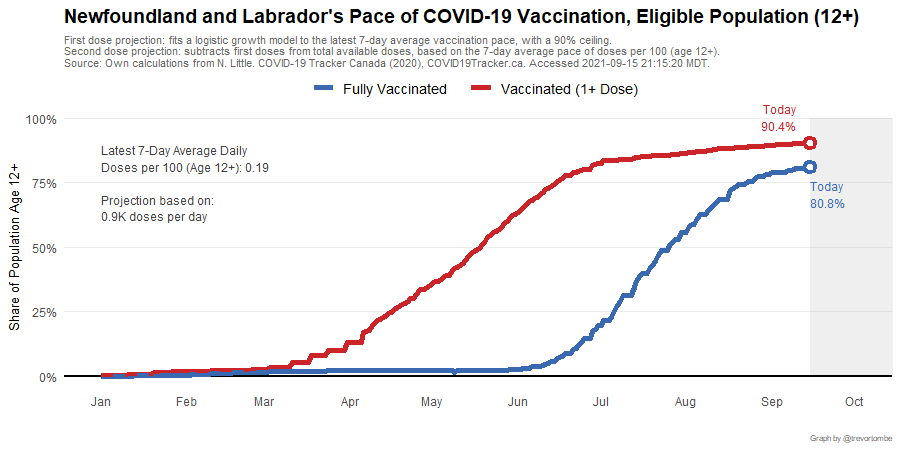 Newfoundland and Labrador's Pace of COVID-19 Vaccination, Eligible Population (12+)
First dose projection: fits a logistic growth model to the latest 7-day average vaccination pace, with a 90% ceiling.
Second dose projection: subtracts first doses from total available doses, based on the 7-day average pace of doses per 100 (age 12+).
Source: Own calculations from N. Little. COVID-19 Tracker Canada (2020), COVID19Tracker.ca. Accessed 2021-09-15 21:15:20 MDT.
Fully Vaccinated Vaccinated (1+ Dose)
Today
90.4%
100%
Latest 7-Day Average Daily
Doses per 100 (Age 12+): 0.19
75%
Today
80.8%
Projection based on:
0.9K doses per day
Share of Population Age 12+
50%
25%
0%
Jan Feb Mar Apr May Jun Jul Aug Sep Oct
Graph by @trevortombe